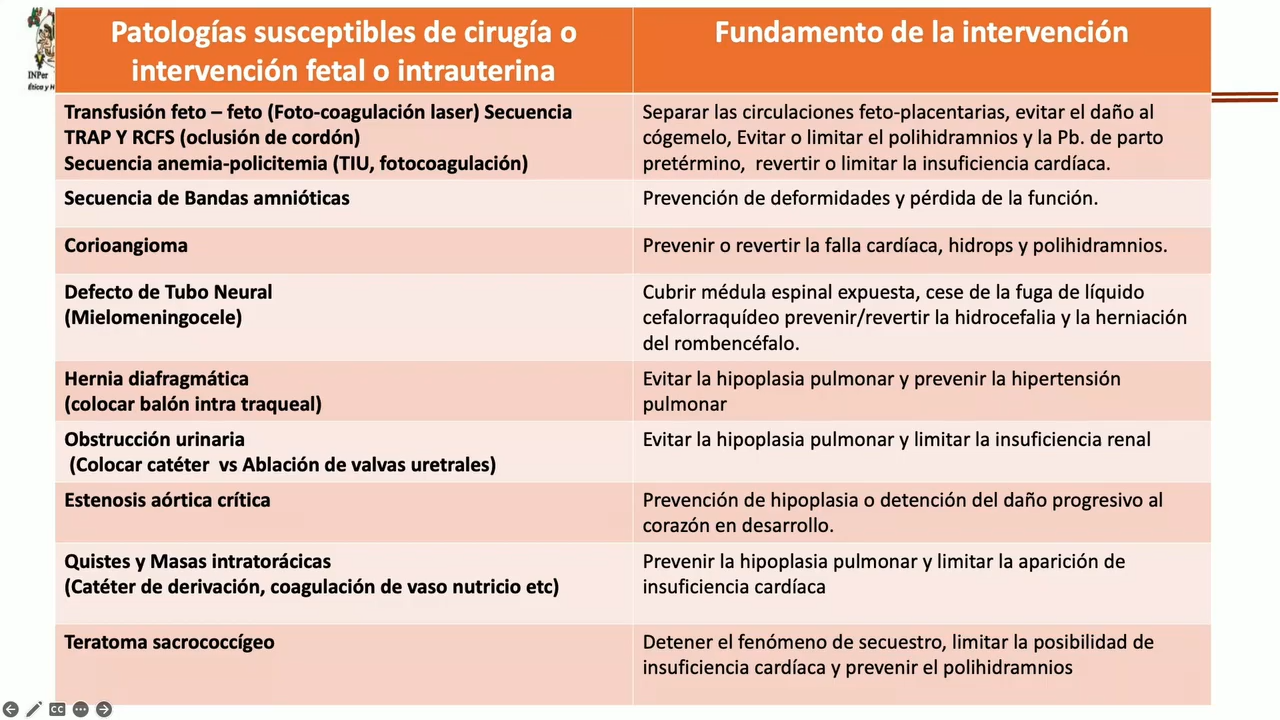 Patologías susceptibles de cirugía o
intervención fetal o intrauterina
Fundamento de la intervención
INPer
Ética y H
Transfusión feto – feto (Foto-coagulación laser) Secuencia
TRAP Y RCFS (oclusión de cordón)
Secuencia anemia-policitemia (TIU, fotocoagulación)
Separar las circulaciones feto-placentarias, evitar el daño al
cógemelo, Evitar o limitar el polihidramnios y la Pb. de parto
pretérmino, revertir o limitar la insuficiencia cardíaca.
Secuencia de Bandas amnióticas
Prevención de deformidades y pérdida de la función.
Corioangioma
Prevenir o revertir la falla cardíaca, hidrops y polihidramnios.
Defecto de Tubo Neural
(Mielomeningocele)
Cubrir médula espinal expuesta, cese de la fuga de líquido
cefalorraquídeo prevenir/revertir la hidrocefalia y la herniación
del rombencéfalo.
Hernia diafragmática
(colocar balón intra traqueal)
Evitar la hipoplasia pulmonar y prevenir la hipertensión
pulmonar
Obstrucción urinaria
(Colocar catéter vs Ablación de valvas uretrales)
Evitar la hipoplasia pulmonar y limitar la insuficiencia renal
Estenosis aórtica crítica
Prevención de hipoplasia o detención del daño progresivo al
corazón en desarrollo.
Quistes y Masas intratorácicas
(Catéter de derivación, coagulación de vaso nutricio etc)
Prevenir la hipoplasia pulmonar y limitar la aparición de
insuficiencia cardíaca
Teratoma sacrococcígeo
Detener el fenómeno de secuestro, limitar la posibilidad de
insuficiencia cardíaca y prevenir el polihidramnios
CC